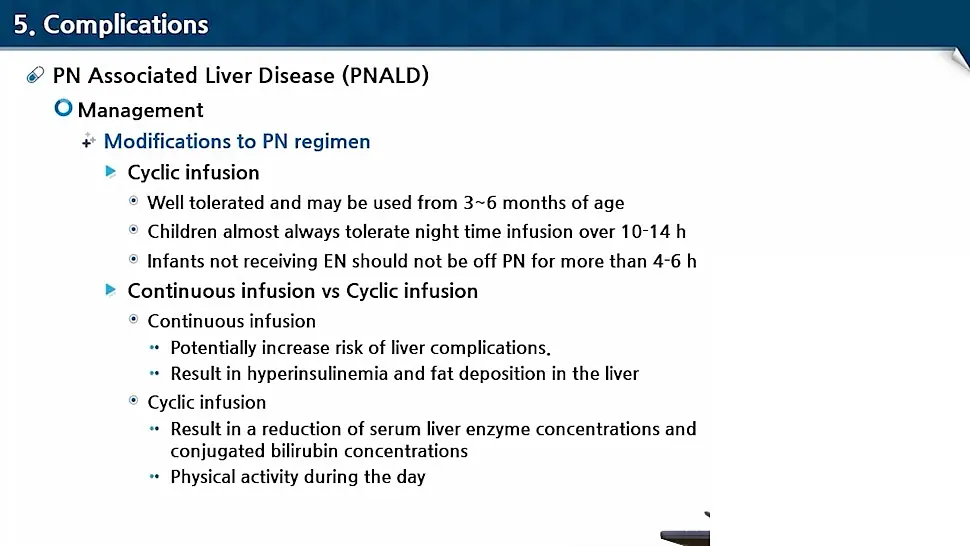 5. Complications
PN Associated Liver Disease (PNALD)
Management
Modifications to PN regimen
Cyclic infusion
Well tolerated and may be used from 3~6 months of age
Children almost always tolerate night time infusion over 10-14 h
Infants not receiving EN should not be off PN for more than 4-6 h
Continuous infusion vs Cyclic infusion
Continuous infusion
Potentially increase risk of liver complications.
Result in hyperinsulinemia and fat deposition in the liver
Cyclic infusion
Result in a reduction of serum liver enzyme concentrations and
conjugated bilirubin concentrations
Physical activity during the day